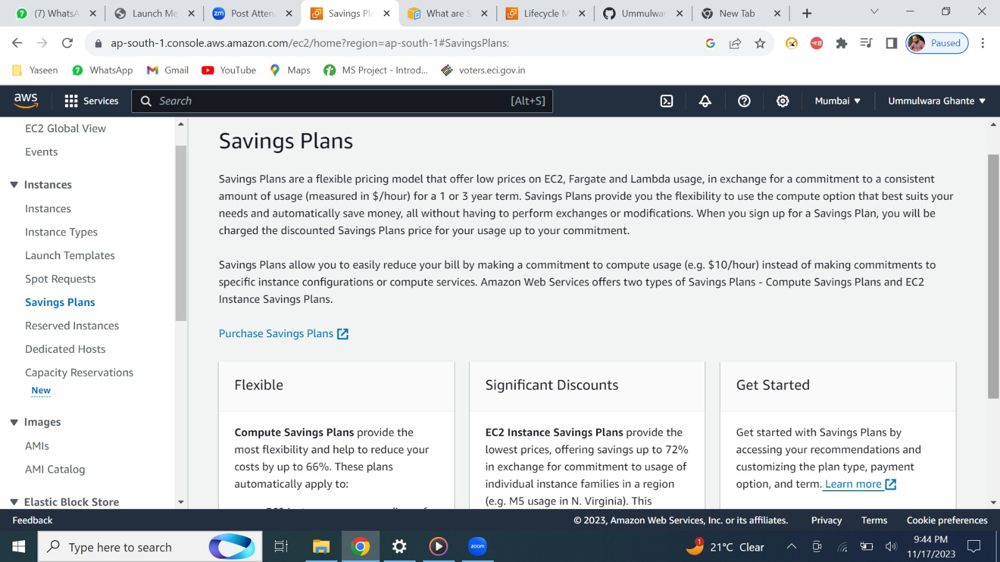 (7) WhatsA
Launch Me
Post Atten
Savings Pla
What are S
Lifecycle M
Ummulwar
New Tab
ap-south-1.console.aws.amazon.com/ec2/home?region=ap-south-1#SavingsPlans:
Paused
Yaseen
WhatsApp
Gmail
YouTube
Maps
MS Project - Introd...
voters.eci.gov.in
aws
Services
Search
[Alt+S]
Mumbai
Ummulwara Ghante
EC2 Global View
Events
Instances
Instances
Instance Types
Launch Templates
Spot Requests
Savings Plans
Reserved Instances
Dedicated Hosts
Capacity Reservations
New
Images
AMIs
AMI Catalog
Elastic Block Store
Savings Plans
Savings Plans are a flexible pricing model that offer low prices on EC2, Fargate and Lambda usage, in exchange for a commitment to a consistent
amount of usage (measured in $/hour) for a 1 or 3 year term. Savings Plans provide you the flexibility to use the compute option that best suits your
needs and automatically save money, all without having to perform exchanges or modifications. When you sign up for a Savings Plan, you will be
charged the discounted Savings Plans price for your usage up to your commitment.
Savings Plans allow you to easily reduce your bill by making a commitment to compute usage (e.g. $10/hour) instead of making commitments to
specific instance configurations or compute services. Amazon Web Services offers two types of Savings Plans - Compute Savings Plans and EC2
Instance Savings Plans.
Purchase Savings Plans
Flexible
Compute Savings Plans provide the
most flexibility and help to reduce your
costs by up to 66%. These plans
automatically apply to:
Significant Discounts
EC2 Instance Savings Plans provide the
lowest prices, offering savings up to 72%
in exchange for commitment to usage of
individual instance families in a region
(e.g. M5 usage in N. Virginia). This
Get Started
Get started with Savings Plans by
accessing your recommendations and
customizing the plan type, payment
option, and term. Learn more
Feedback
© 2023, Amazon Web Services, Inc. or its affiliates.
Privacy
Terms
Cookie preferences
Type here to search
zoom
1
21°C Clear
9:44 PM
11/17/2023